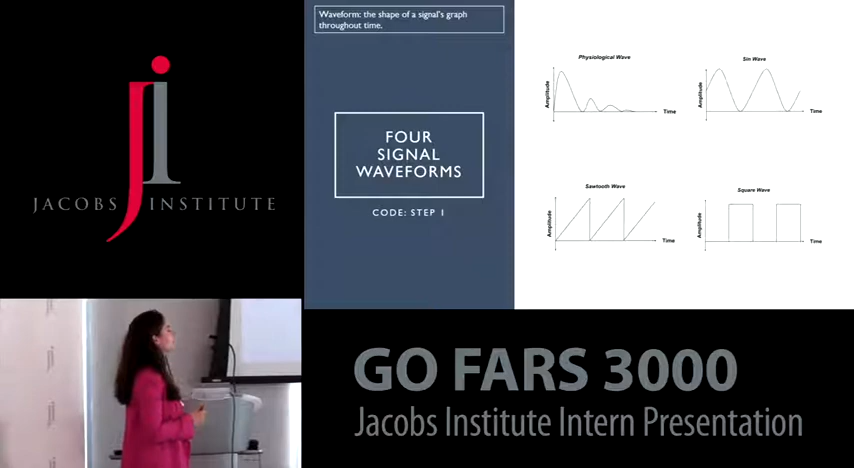 JACOBS INSTITUTE
Waveform: the shape of a signal's graph
throughout time.
FOUR
SIGNAL
WAVEFORMS
CODE: STEP 1
Physiological Wave
Amplitude
Time
Sin Wave
Amplitude
Time
Sawtooth Wave
Amplitude
Time
Square Wave
Amplitude
Time
GO FARS 3000
Jacobs Institute Intern Presentation